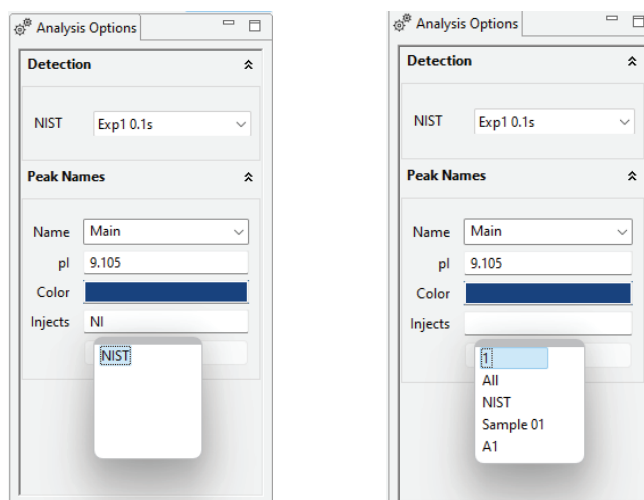 Analysis Options
Detection
NIST Exp1 0.1s
Peak Names
Name Main
pI 9.105
Color
Injects NI
NIST
Analysis Options
Detection
NIST Exp1 0.1s
Peak Names
Name Main
pI 9.105
Color
Injects
1
All
NIST
Sample 01
A1